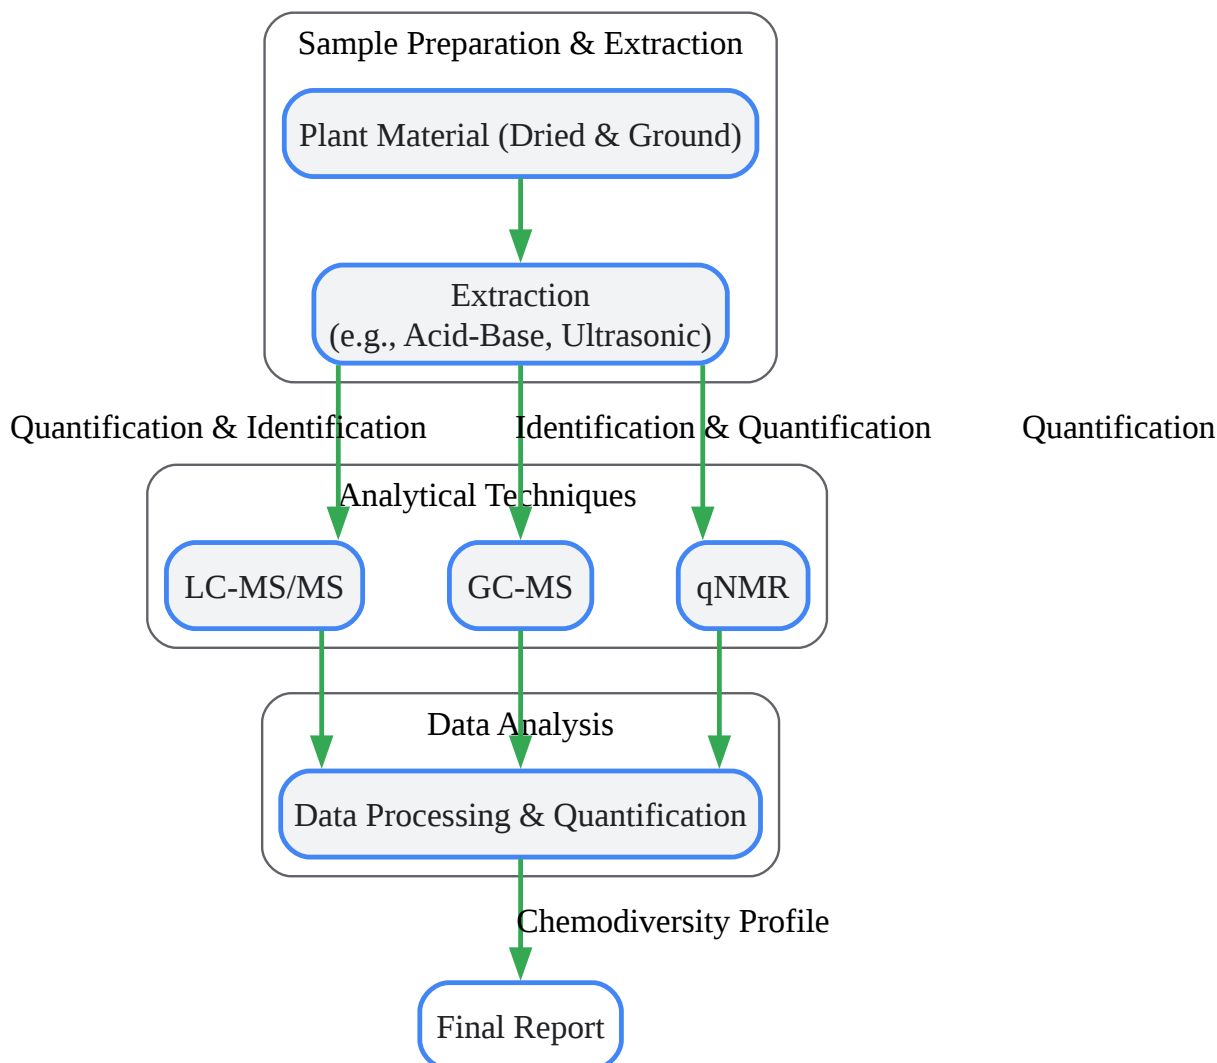 Sample Preparation & Extraction
Plant Material (Dried & Ground)
Extraction
(e.g., Acid-Base, Ultrasonic)
Quantification & Identification
Identification & Quantification
Quantification
Analytical Techniques
LC-MS/MS
GC-MS
qNMR
Data Analysis
Data Processing & Quantification
Chemodiversity Profile
Final Report